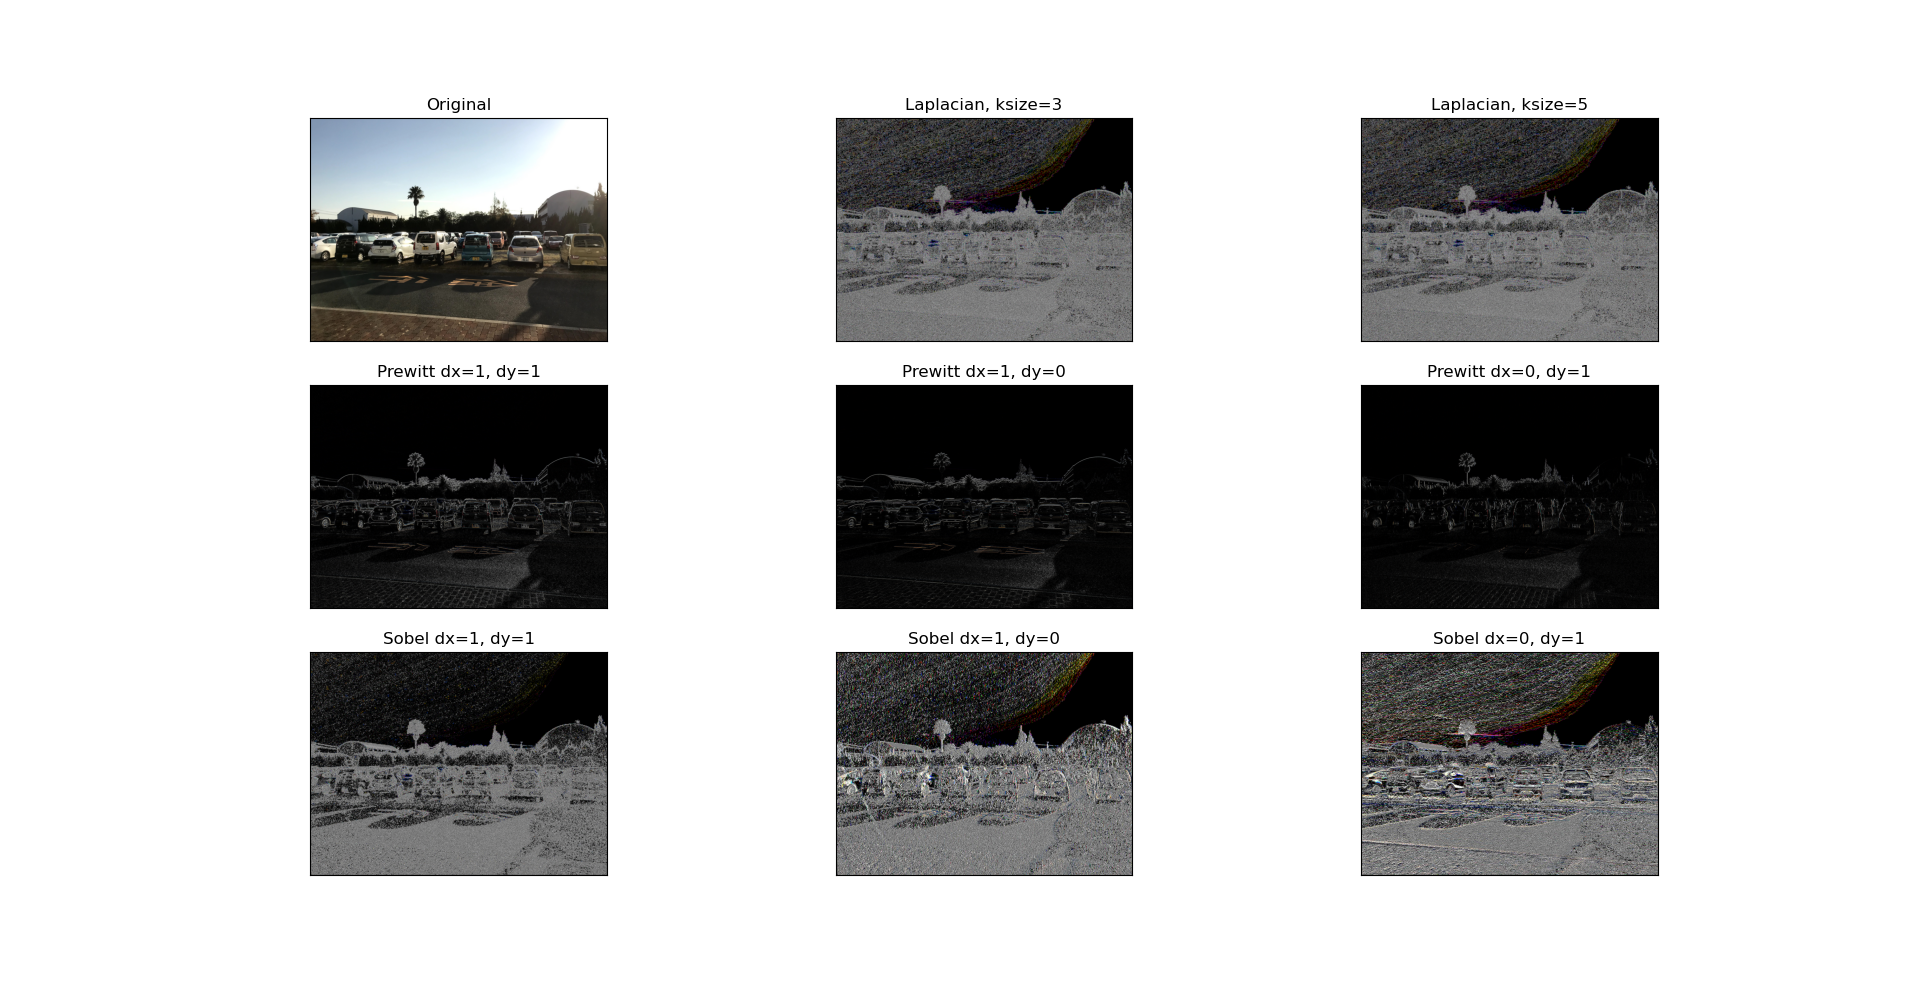 Original
Laplacian, ksize=3
Laplacian, ksize=5
Prewitt dx=1, dy=1
Prewitt dx=1, dy=0
Prewitt dx=0, dy=1
Sobel dx=1, dy=1
Sobel dx=1, dy=0
Sobel dx=0, dy=1